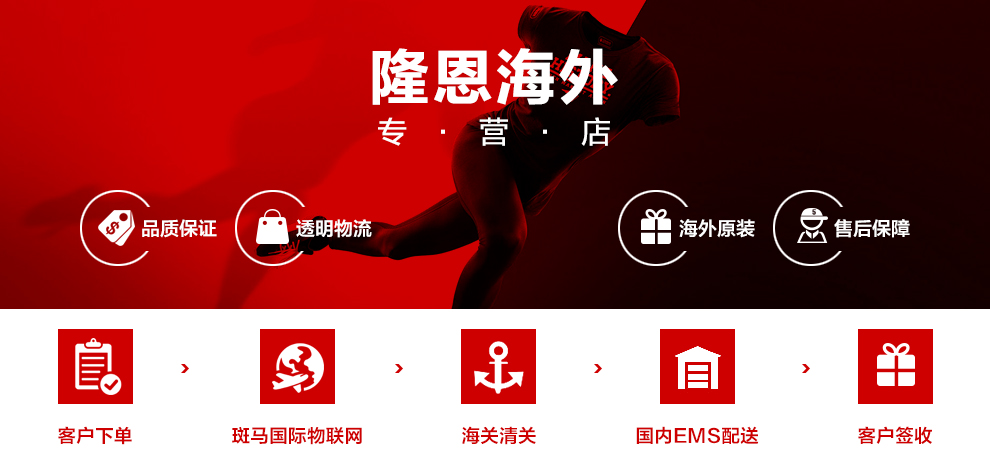 隆恩海外
专·营·店
品质保证 透明物流 海外原装 售后保障
客户下单 斑马国际物联网 海关清关 国内EMS配送 客户签收